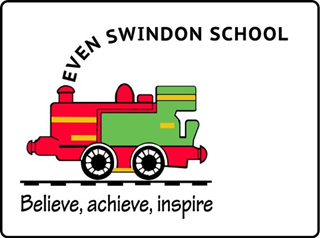 EVEN SWINDON SCHOOL
Believe, achieve, inspire